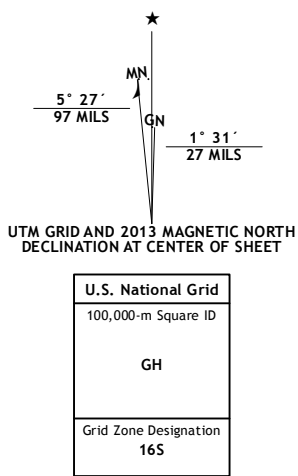 ★
MN
GN
5° 27´
97 MILS
1° 31´
27 MILS
UTM GRID AND 2013 MAGNETIC NORTH
DECLINATION AT CENTER OF SHEET
U.S. National Grid
100,000-m Square ID
GH
Grid Zone Designation
16S